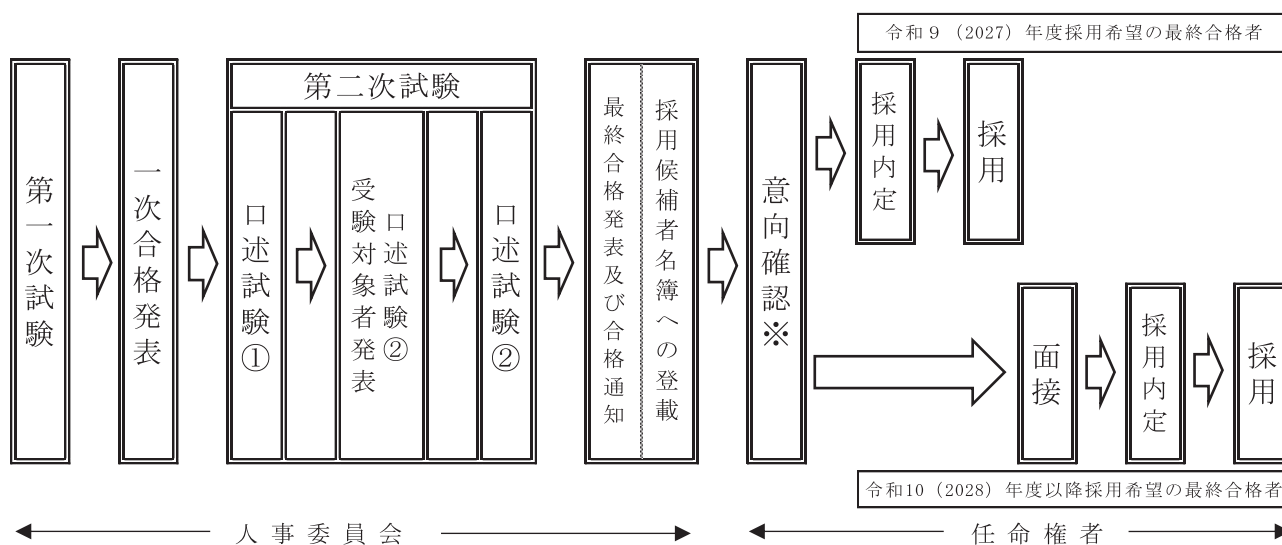 令和9（2027）年度採用希望の最終合格者
第一次試験
一次合格発表
第二次試験
口述試験①
口述試験②
受験対象者発表
口述試験②
最終合格発表及び合格通知
採用候補者名簿への登載
意向確認※
採用内定
採用
面接
採用内定
採用
令和10（2028）年度以降採用希望の最終合格者
人事委員会
任命権者